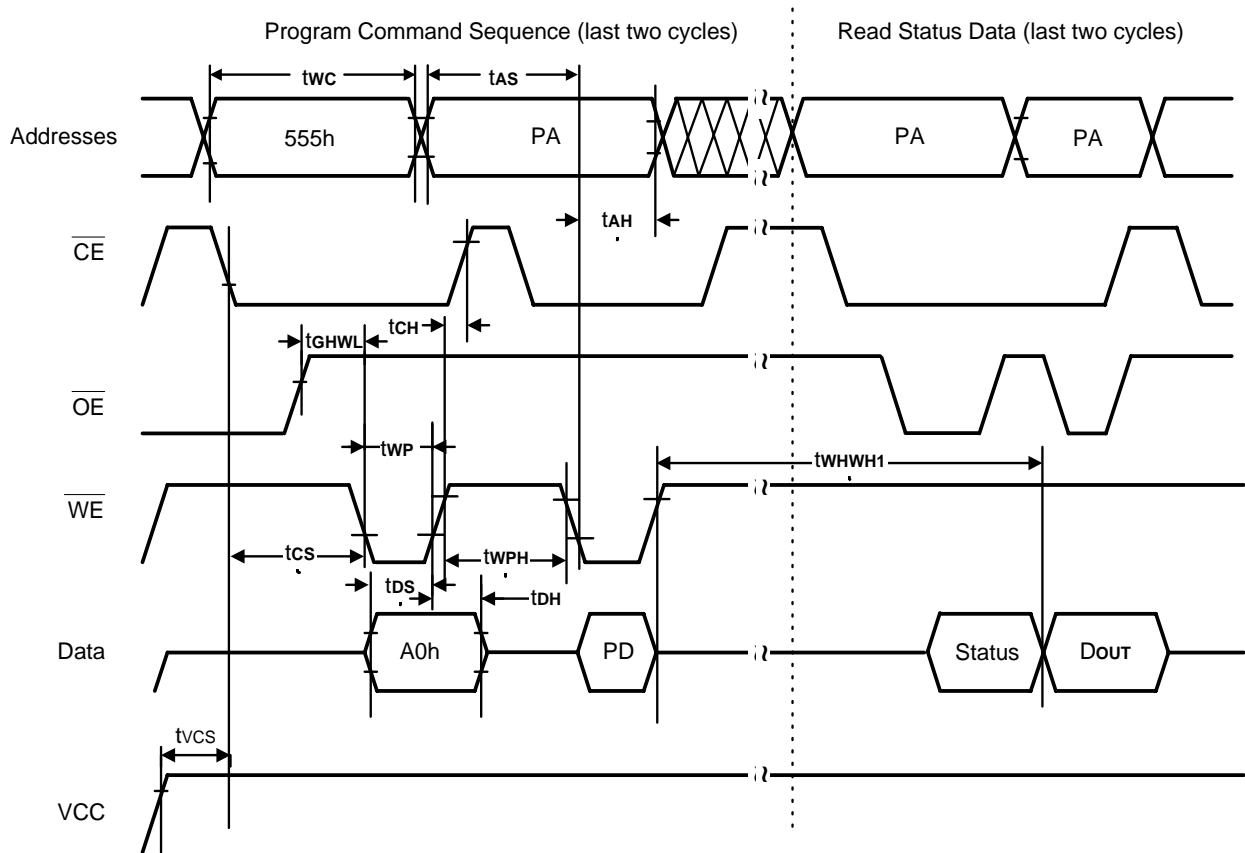 Program Command Sequence (last two cycles) Read Status Data (last two cycles)
tWC tAS
Addresses 555h PA PA PA
tAH
CE
tCH
tGHWL
OE
tWP
tWHWH1
WE
tCS tWPH
tDS tDH
Data A0h PD Status DOUT
tVCS
VCC